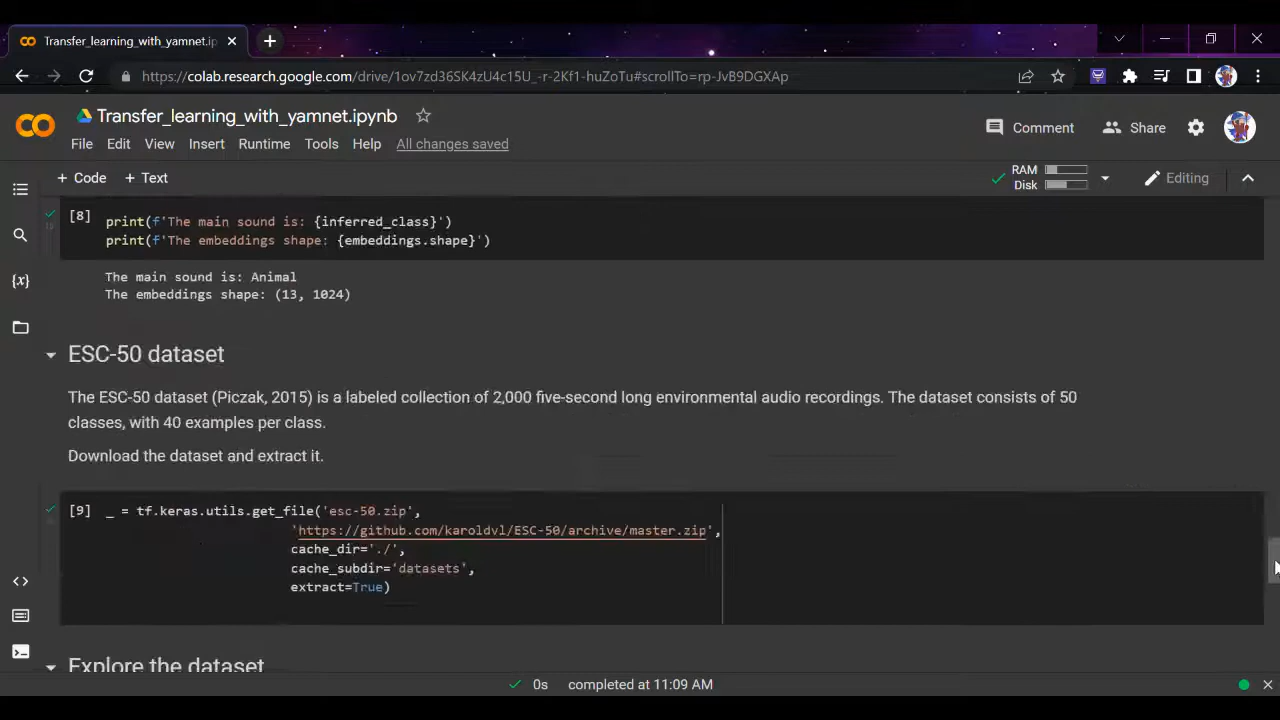 Transfer_learning_with_yamnet.ip
https://colab.research.google.com/drive/1ov7zd36SK4zU4c15U_-r-2Kf1-huZoTu#scrollTo=rp-JvB9DGXAp
Transfer_learning_with_yamnet.ipynb
Comment
Share
File Edit View Insert Runtime Tools Help All changes saved
+ Code + Text
RAM
Disk
Editing
[8] print(f'The main sound is: {inferred_class}')
print(f'The embeddings shape: {embeddings.shape}')
The main sound is: Animal
The embeddings shape: (13, 1024)
ESC-50 dataset
The ESC-50 dataset (Piczak, 2015) is a labeled collection of 2,000 five-second long environmental audio recordings. The dataset consists of 50
classes, with 40 examples per class.
Download the dataset and extract it.
[9] _ = tf.keras.utils.get_file('esc-50.zip',
'https://github.com/karoldvl/ESC-50/archive/master.zip',
cache_dir='./',
cache_subdir='datasets',
extract=True)
Explore the dataset
0s completed at 11:09 AM